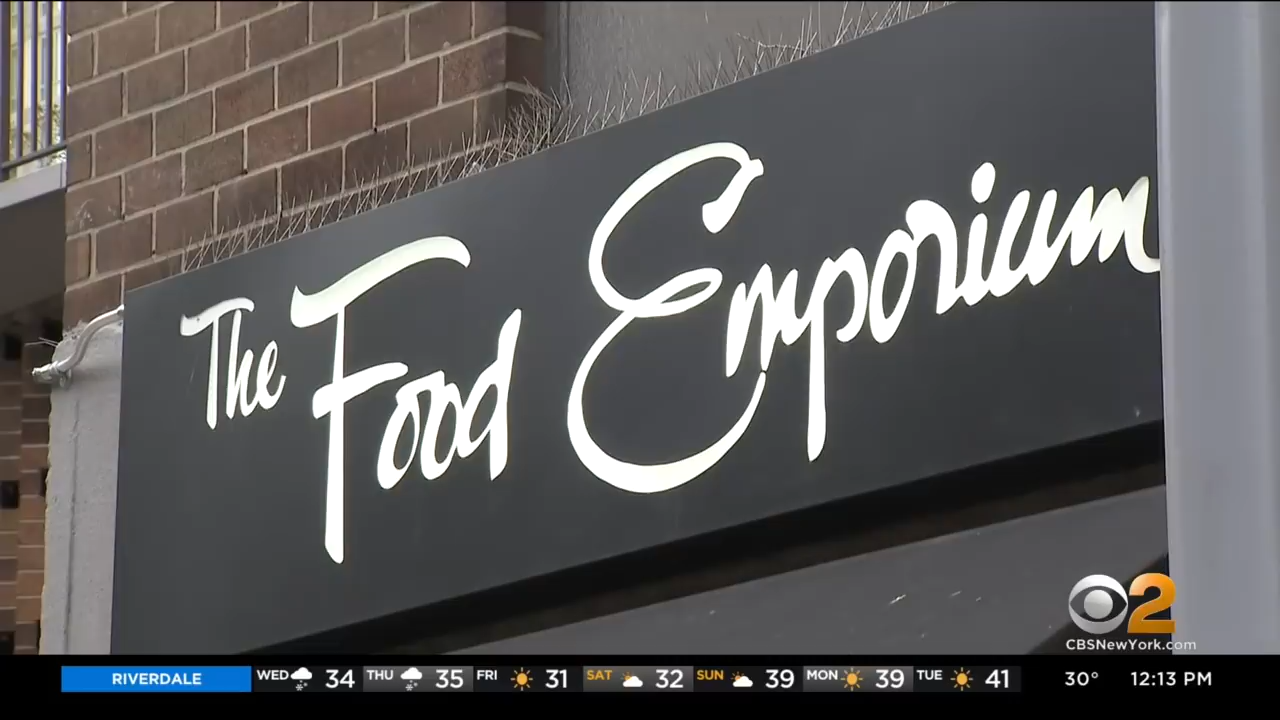 The Food Emporium
2
CBSNewYork.com
RIVERDALE WED 34 THU 35 FRI 31 SAT 32 SUN 39 MON 39 TUE 41 30° 12:13 PM